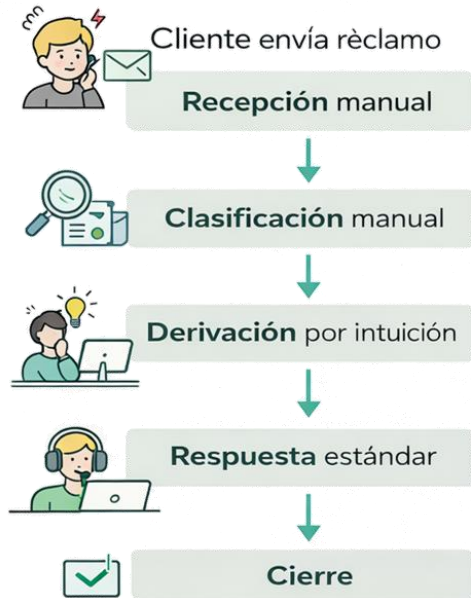 Cliente envía rèclamo
Recepción manual
Clasificación manual
Derivación por intuición
Respuesta estándar
Cierre